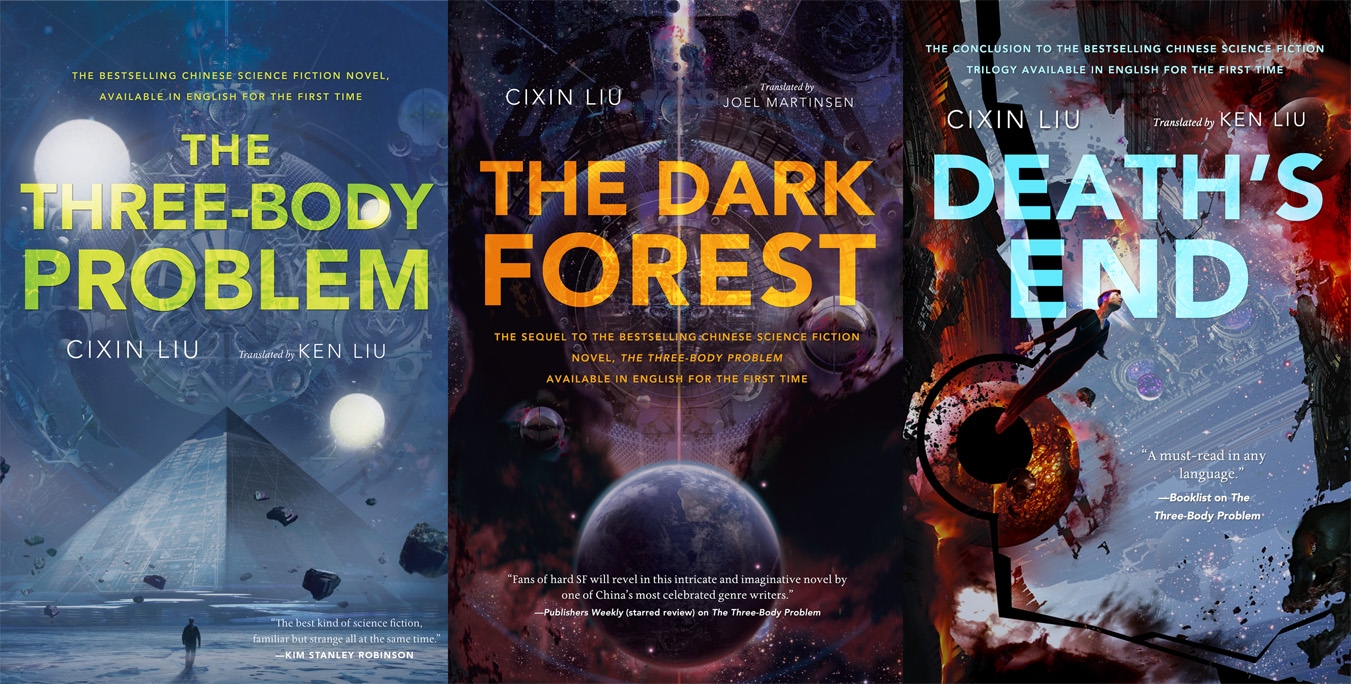 THE BESTSELLING CHINESE SCIENCE FICTION NOVEL,
AVAILABLE IN ENGLISH FOR THE FIRST TIME
THE
THREE-BODY
PROBLEM
CIXIN LIU
Translated by KEN LIU
"The best kind of science fiction,
familiar but strange all at the same time."
—KIM STANLEY ROBINSON
CIXIN LIU
Translated by
JOEL MARTINSEN
THE DARK
FOREST
THE SEQUEL TO THE BESTSELLING CHINESE SCIENCE FICTION
NOVEL, THE THREE-BODY PROBLEM
AVAILABLE IN ENGLISH FOR THE FIRST TIME
"Fans of hard SF will revel in this intricate and imaginative novel by
one of China's most celebrated genre writers."
—Publishers Weekly (starred review) on The Three-Body Problem
THE CONCLUSION TO THE BESTSELLING CHINESE SCIENCE FICTION
TRILOGY AVAILABLE IN ENGLISH FOR THE FIRST TIME
CIXIN LIU
Translated by KEN LIU
DEATH'S
END
"A must-read in any
language."
—Booklist on The
Three-Body Problem